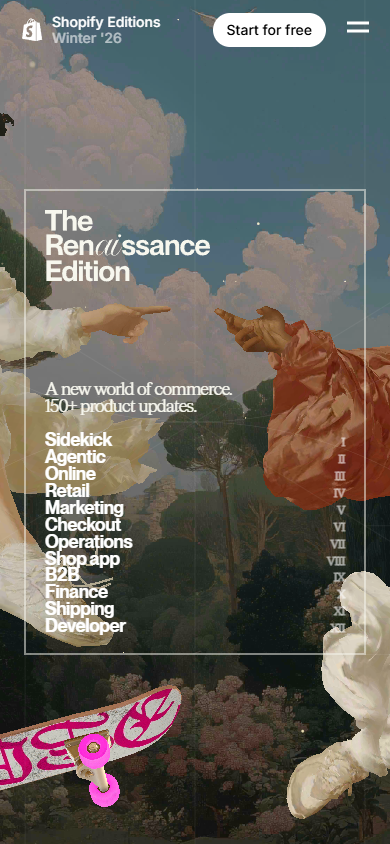 Shopify Editions
Winter '26
Start for free
The
Renaissance
Edition
A new world of commerce.
150+ product updates.
Sidekick I
Agentic II
Online III
Retail IV
Marketing V
Checkout VI
Operations VII
Shop app VIII
B2B IX
Finance X
Shipping XI
Developer XII